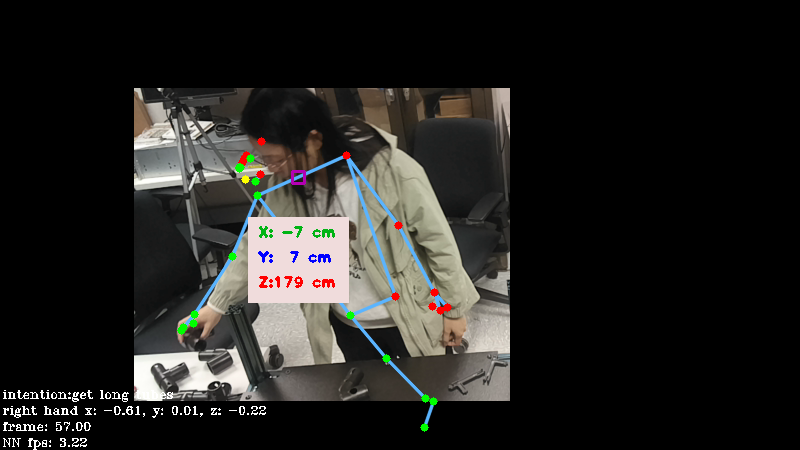 X: -7 cm
Y: 7 cm
Z:179 cm
intention:get long
right hand x: -0.61, y: 0.01, z: -0.22
frame: 57.00
NN fps: 3.22